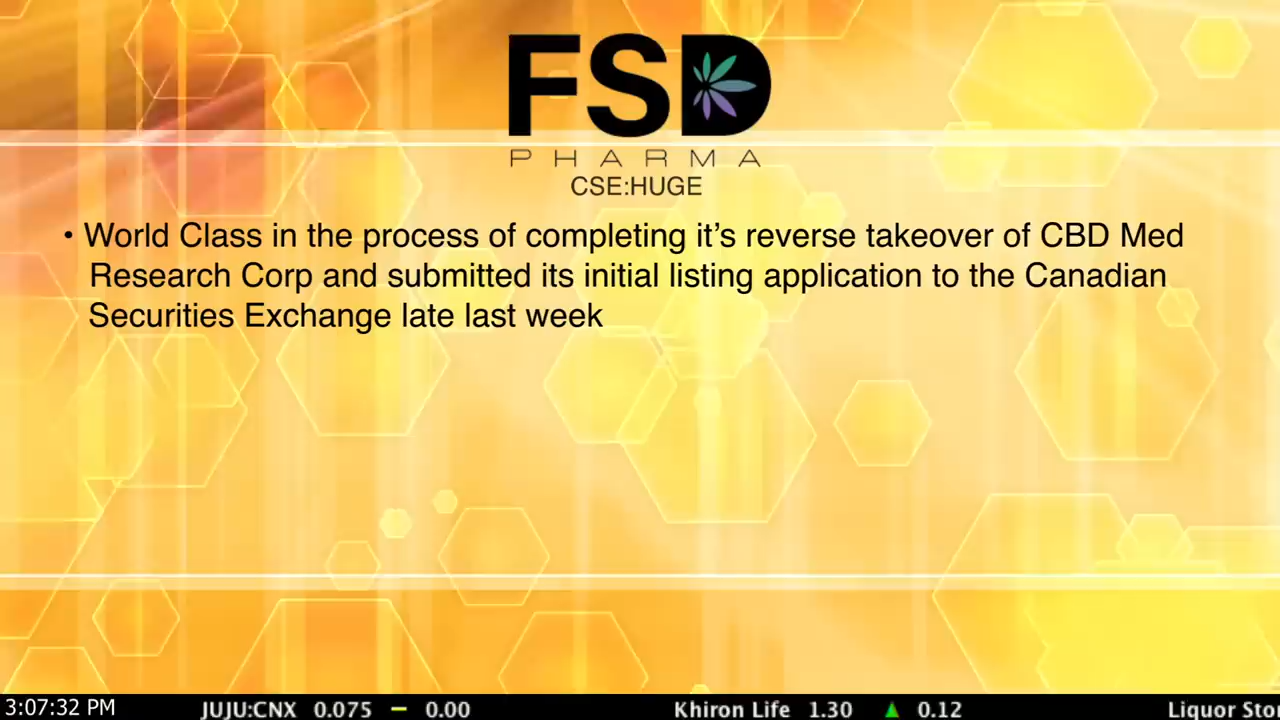 FSD
PHARMA
CSE:HUGE
• World Class in the process of completing it’s reverse takeover of CBD Med
Research Corp and submitted its initial listing application to the Canadian
Securities Exchange late last week
3:07:32 PM JUJU:CNX 0.075 – 0.00 Khiron Life 1.30 ▲ 0.12 Liquor